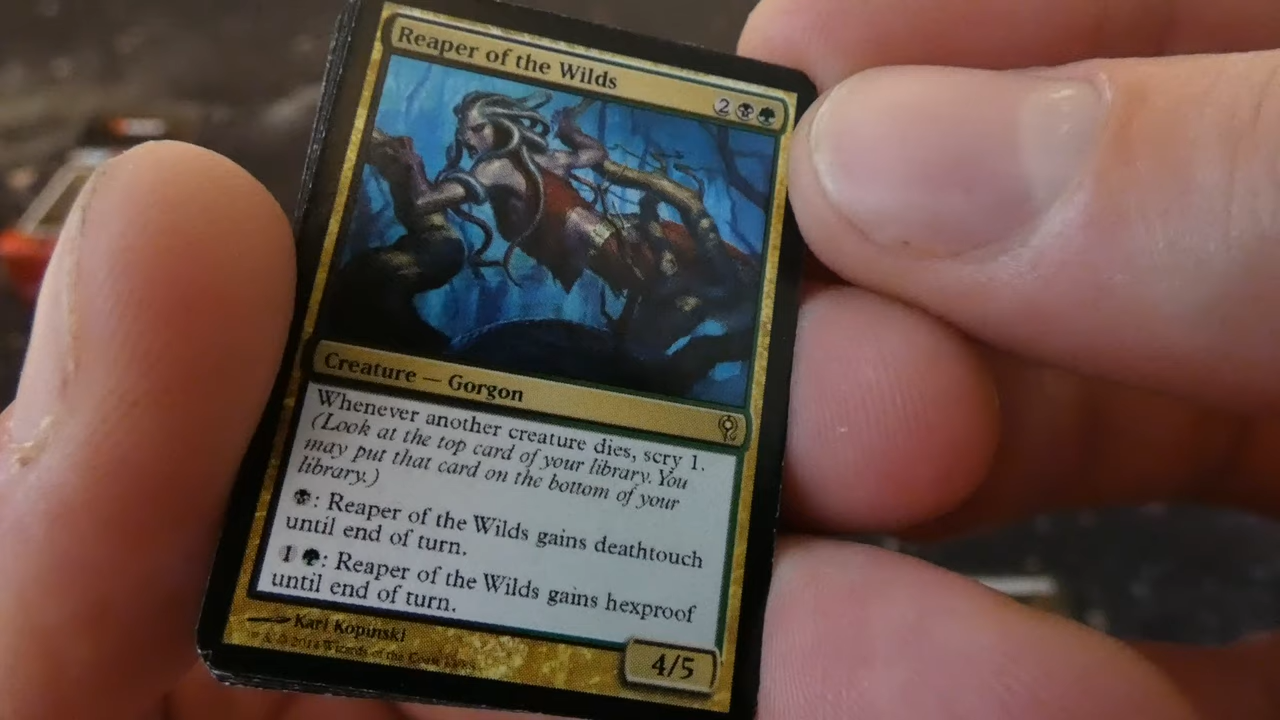 Reaper of the Wilds
2
Creature — Gorgon
Whenever another creature dies, scry 1.
(Look at the top card of your library. You
may put that card on the bottom of your
library.)
: Reaper of the Wilds gains deathtouch
until end of turn.
1 : Reaper of the Wilds gains hexproof
until end of turn.
Karl Kopinski
™ & © 2014 Wizards of the Coast
4/5